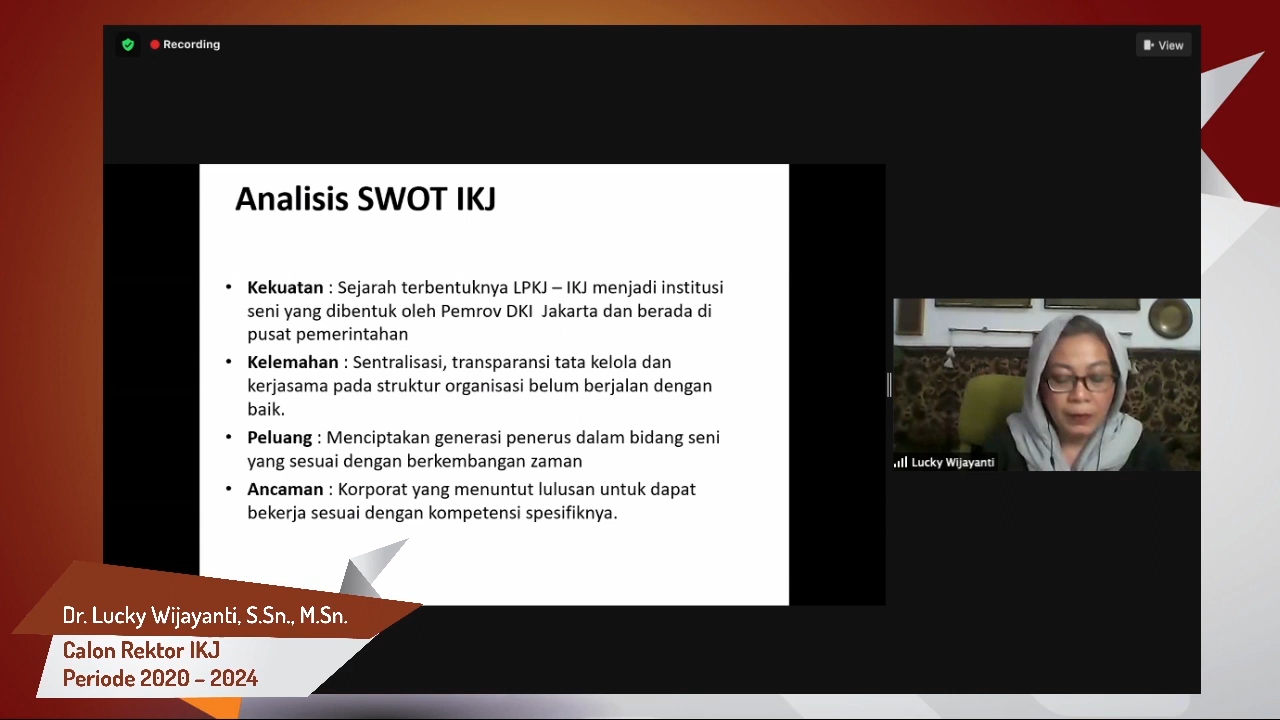 Recording
View
Analisis SWOT IKJ
• Kekuatan : Sejarah terbentuknya LPKJ – IKJ menjadi institusi
seni yang dibentuk oleh Pemrov DKI Jakarta dan berada di
pusat pemerintahan
• Kelemahan : Sentralisasi, transparansi tata kelola dan
kerjasama pada struktur organisasi belum berjalan dengan
baik.
• Peluang : Menciptakan generasi penerus dalam bidang seni
yang sesuai dengan berkembangan zaman
• Ancaman : Korporat yang menuntut lulusan untuk dapat
bekerja sesuai dengan kompetensi spesifiknya.
Lucky Wijayanti
Dr. Lucky Wijayanti, S.Sn., M.Sn.
Calon Rektor IKJ
Periode 2020 – 2024